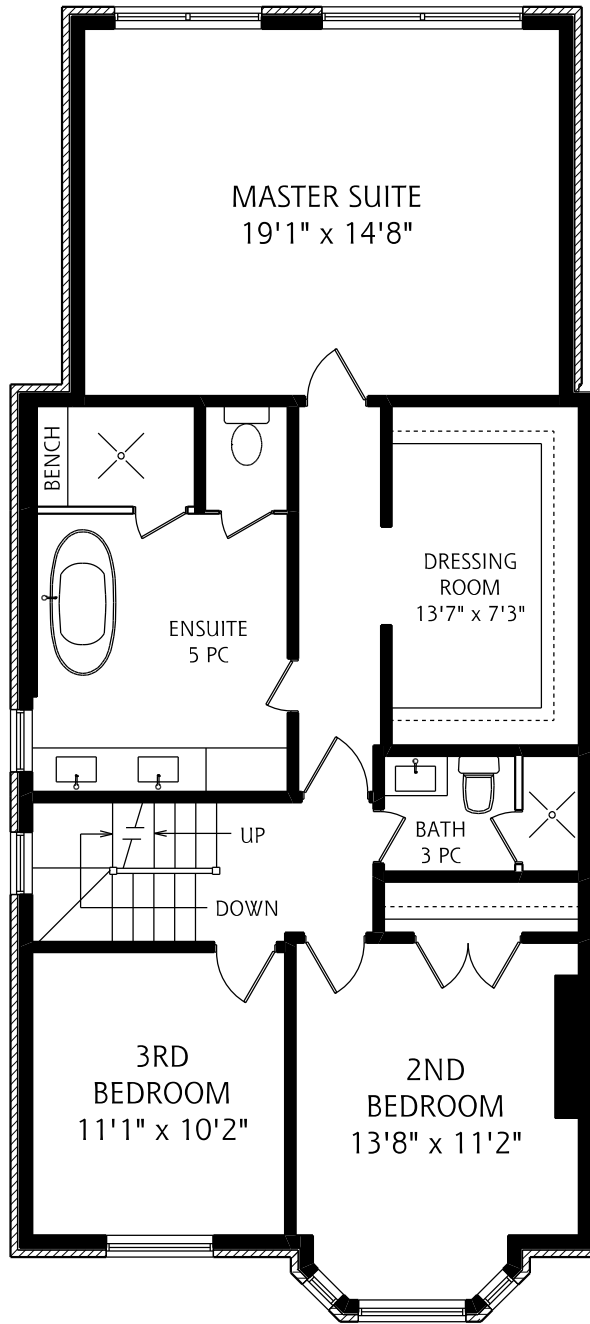 MASTER SUITE
19'1" x 14'8"
BENCH
DRESSING
ROOM
13'7" x 7'3"
ENSUITE
5 PC
UP
BATH
3 PC
DOWN
3RD
BEDROOM
11'1" x 10'2"
2ND
BEDROOM
13'8" x 11'2"